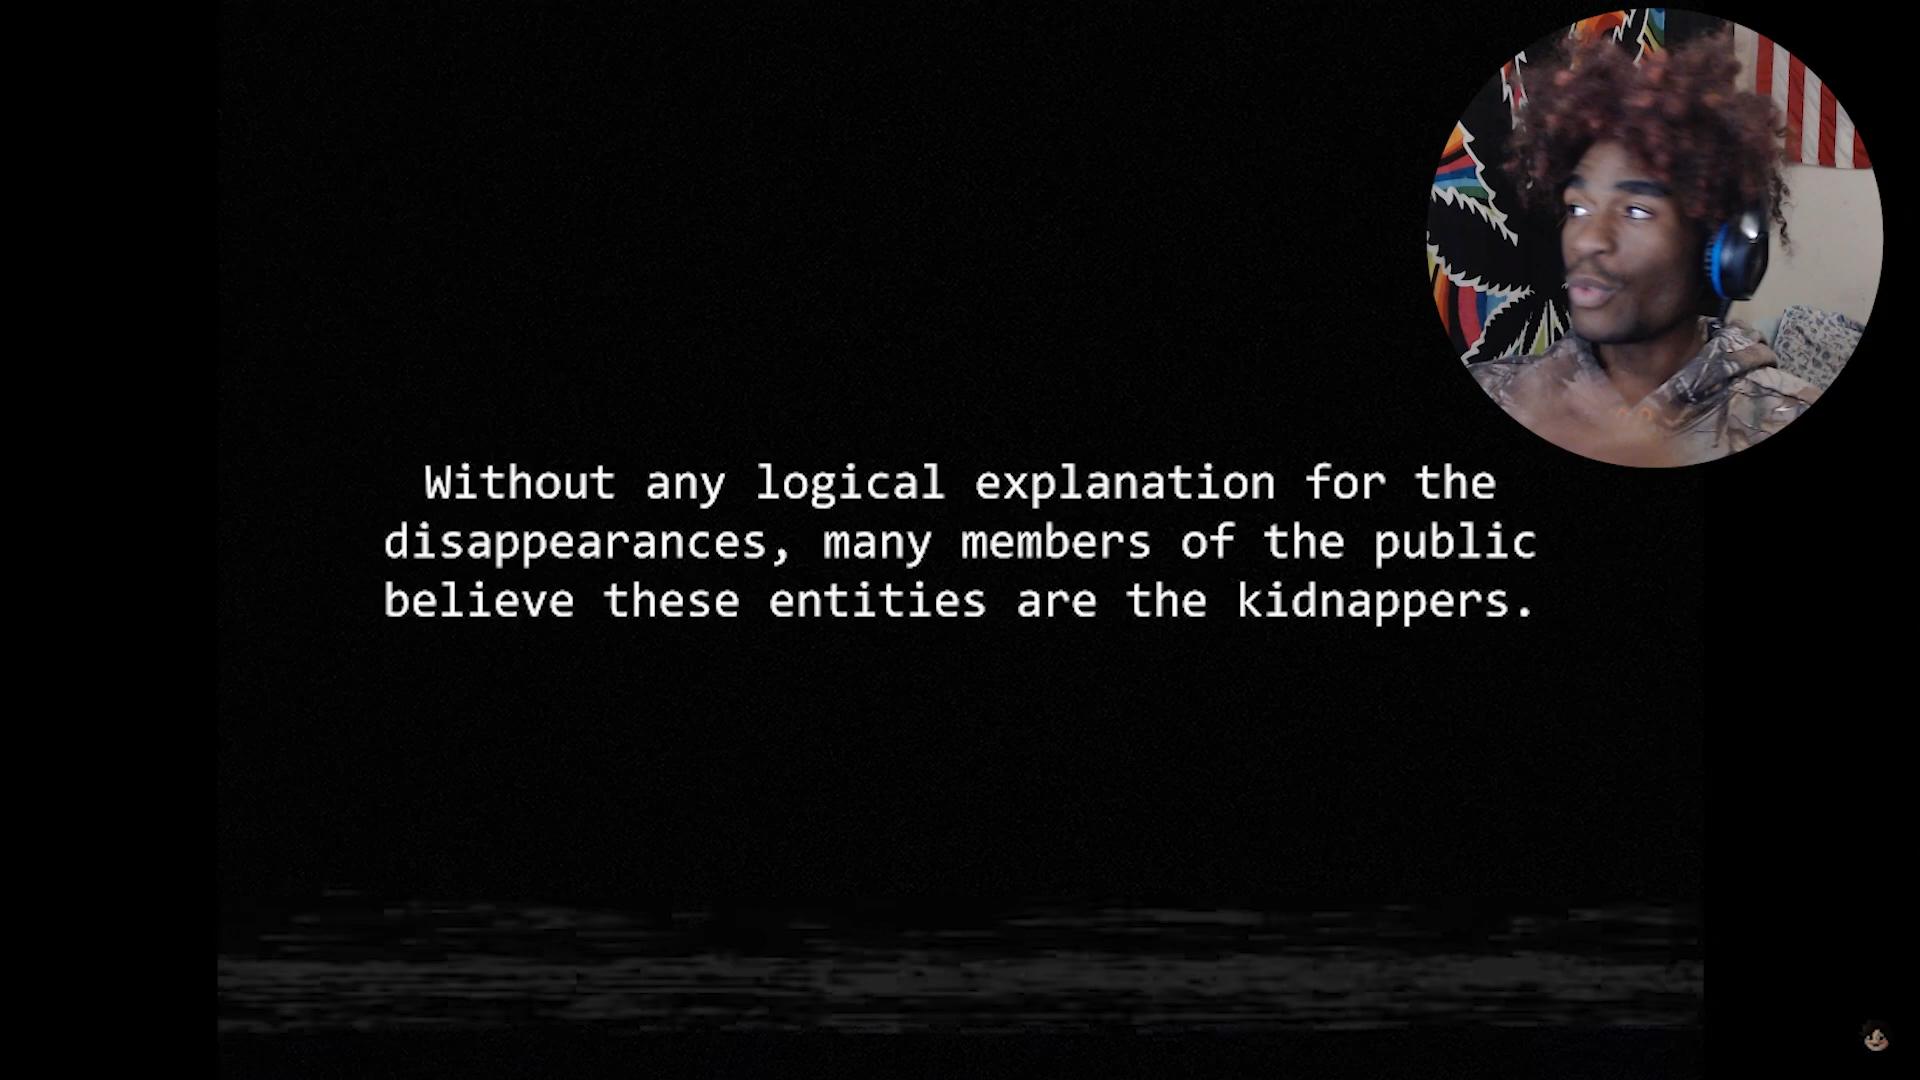 Without any logical explanation for the
disappearances, many members of the public
believe these entities are the kidnappers.